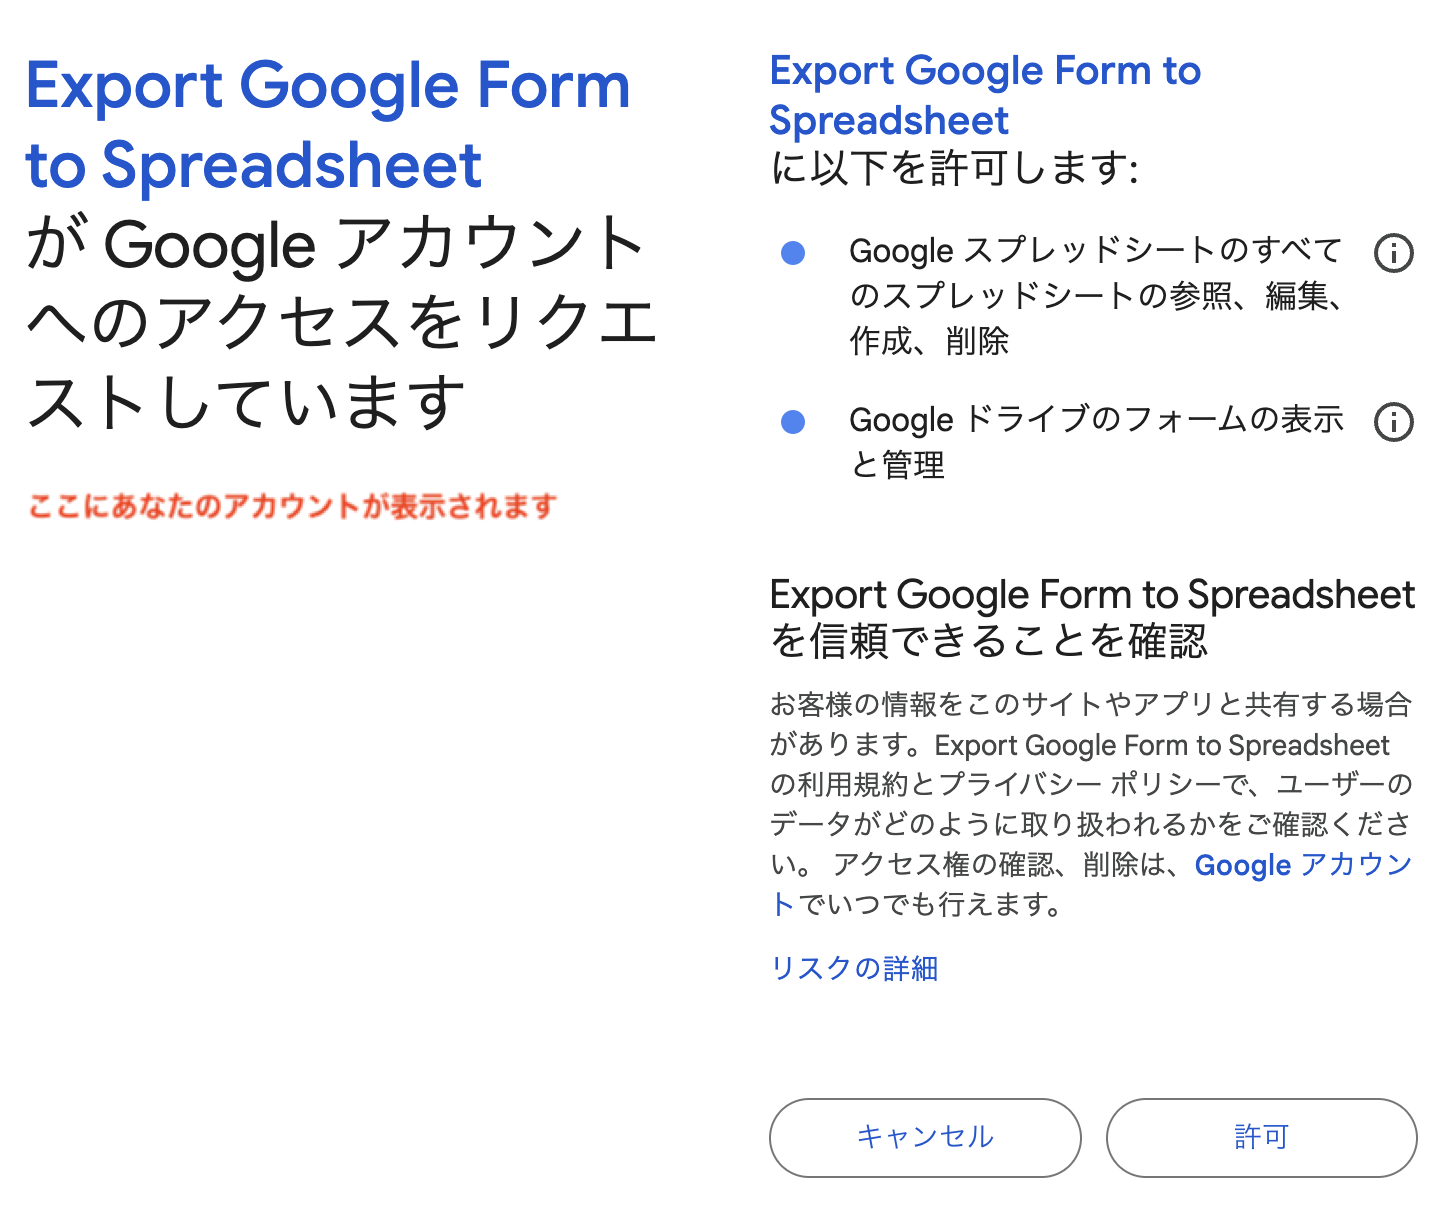 Export Google Form
to Spreadsheet
が Google アカウント
へのアクセスをリクエ
ストしています
ここにあなたのアカウントが表示されます
Export Google Form to
Spreadsheet
に以下を許可します:
Google スプレッドシートのすべて
のスプレッドシートの参照、編集、
作成、削除
Google ドライブのフォームの表示
と管理
Export Google Form to Spreadsheet
を信頼できることを確認
お客様の情報をこのサイトやアプリと共有する場合
があります。Export Google Form to Spreadsheet
の利用規約とプライバシー ポリシーで、ユーザーの
データがどのように取り扱われるかをご確認くださ
い。 アクセス権の確認、削除は、Google アカウン
トでいつでも行えます。
リスクの詳細
キャンセル
許可